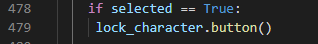 478 if selected == True:
479 lock_character.button()